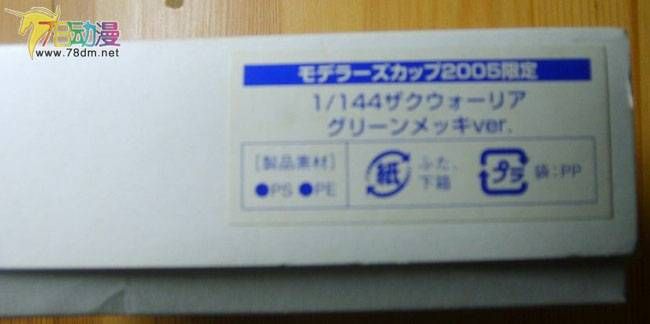 78动漫
www.78dm.net
モデラーズカップ2005限定
1/144ザクウォーリア
グリーンメッキver.
[製品素材]
●PS ●PE
紙
ふた、
下箱
プラ
袋:PP